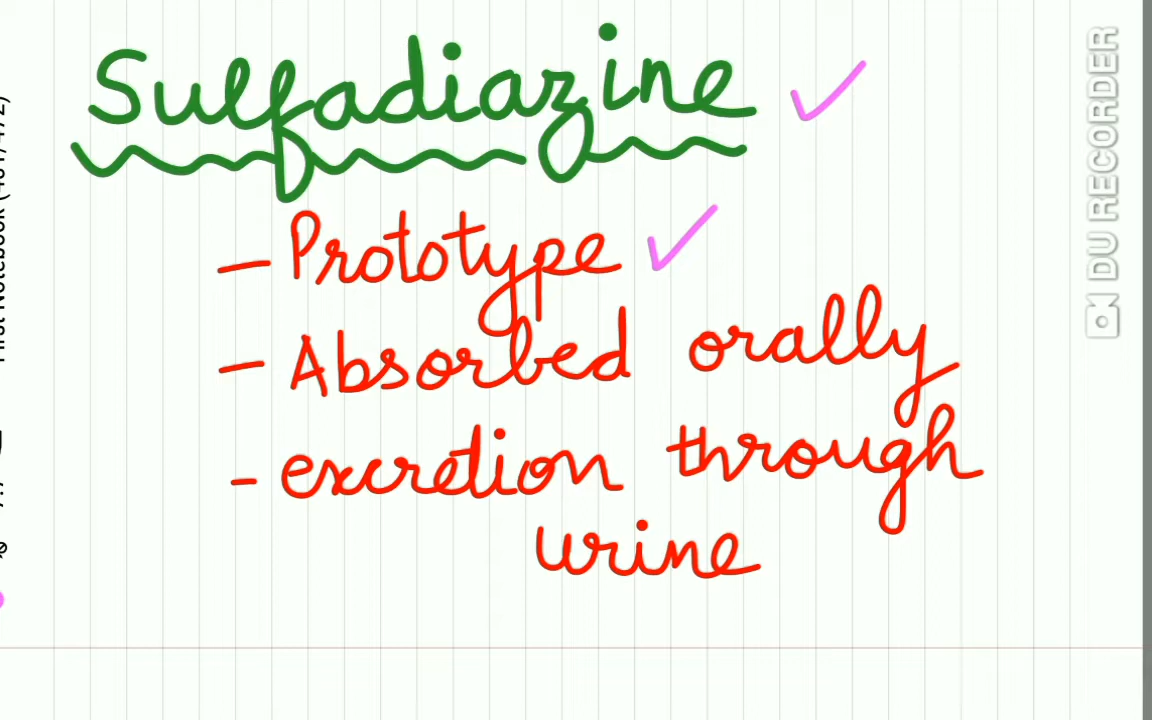 Sulfadiazine
- Prototype
- Absorbed orally
- excretion through
urine
DU RECORDER